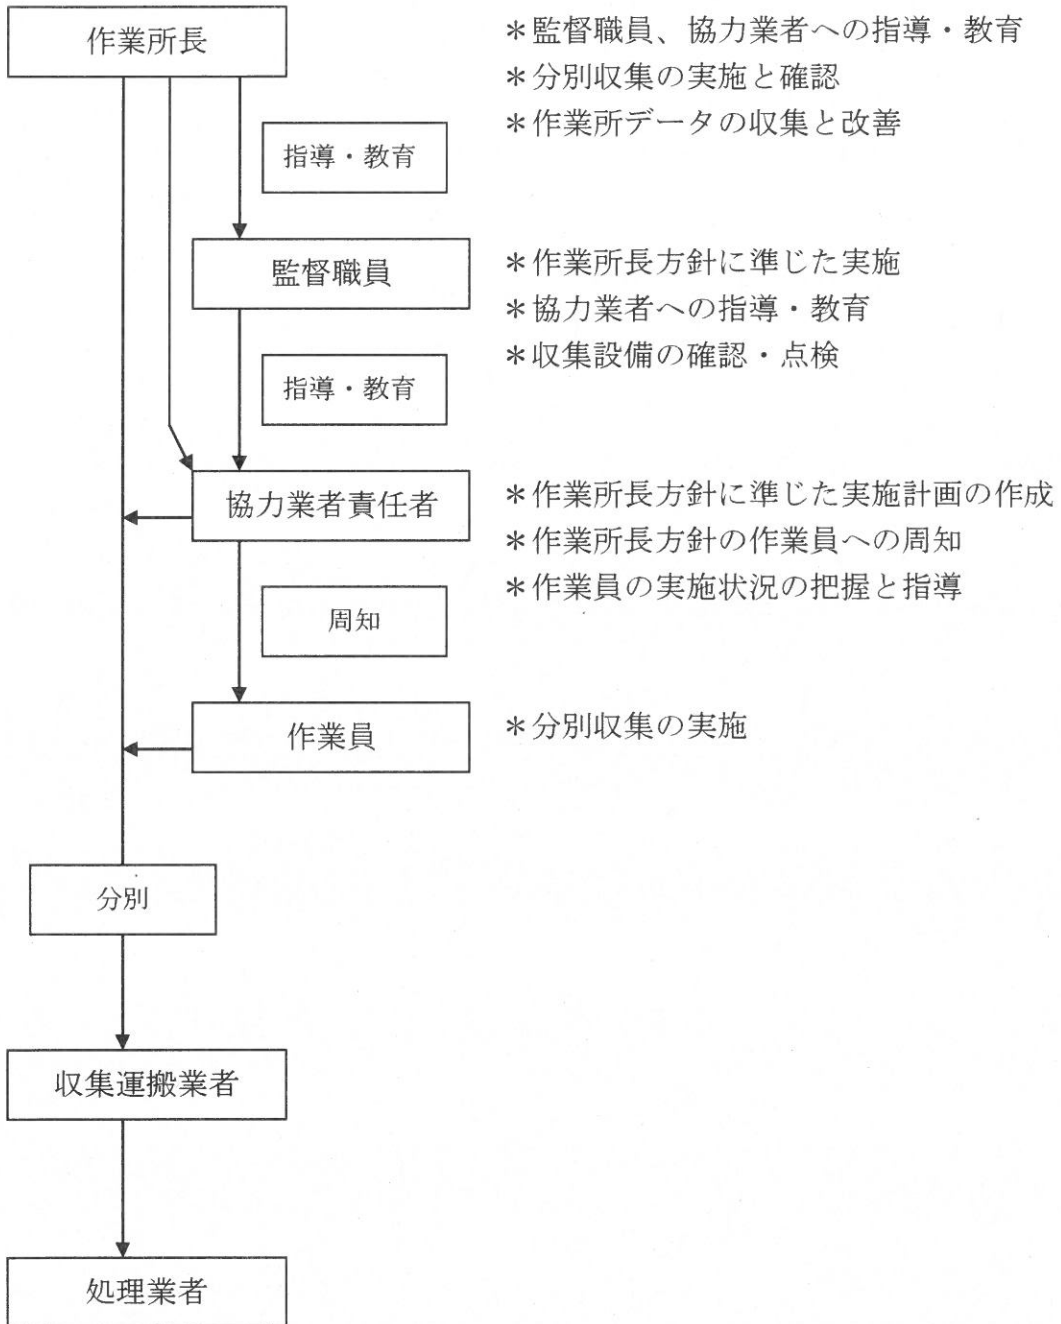 作業所長
＊監督職員、協力業者への指導・教育
＊分別収集の実施と確認
＊作業所データの収集と改善
指導・教育
監督職員
＊作業所長方針に準じた実施
＊協力業者への指導・教育
＊収集設備の確認・点検
指導・教育
協力業者責任者
＊作業所長方針に準じた実施計画の作成
＊作業所長方針の作業員への周知
＊作業員の実施状況の把握と指導
周知
作業員
＊分別収集の実施
分別
収集運搬業者
処理業者